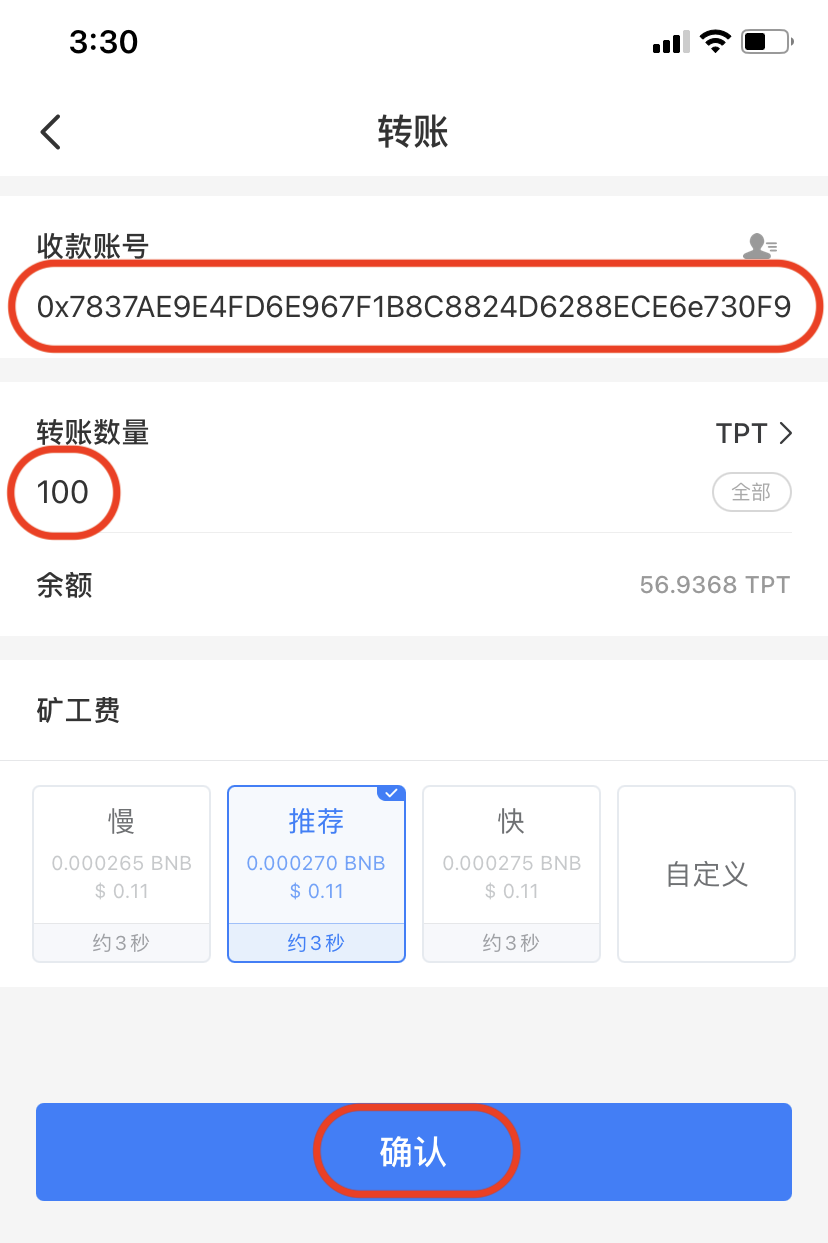 3:30
转账
收款账号
0x7837AE9E4FD6E967F1B8C8824D6288ECE6e730F9
转账数量
TPT
100
全部
余额
56.9368 TPT
矿工费
慢
0.000265 BNB
$ 0.11
约3秒
推荐
0.000270 BNB
$ 0.11
约3秒
快
0.000275 BNB
$ 0.11
约3秒
自定义
确认